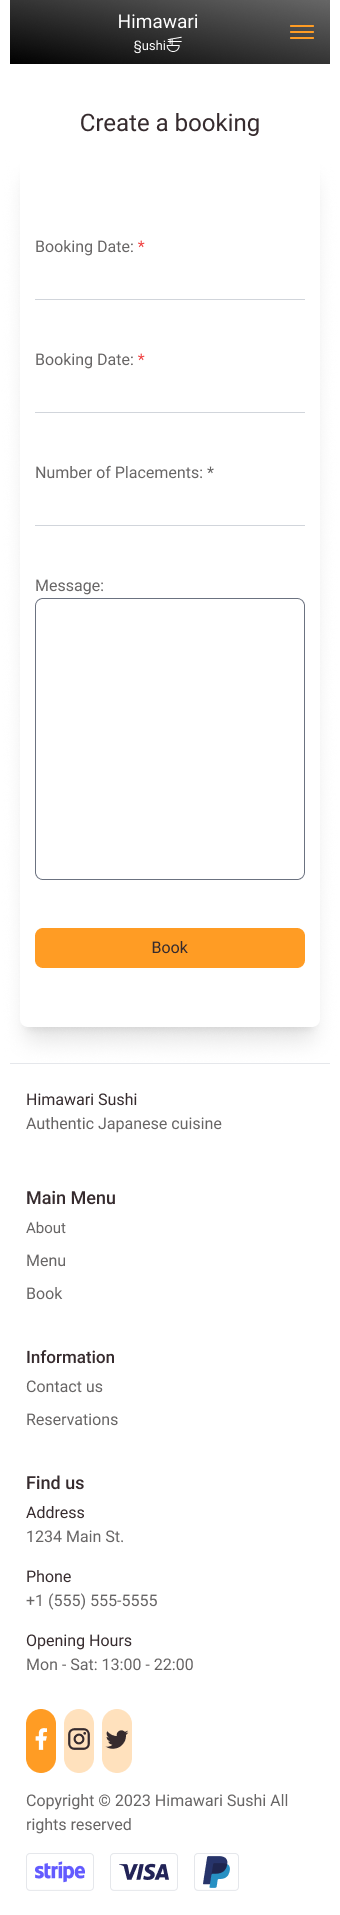 Himawari
Sushi
Create a booking
Booking Date: *
Booking Date: *
Number of Placements: *
Message:
Book
Himawari Sushi
Authentic Japanese cuisine
Main Menu
About
Menu
Book
Information
Contact us
Reservations
Find us
Address
1234 Main St.
Phone
+1 (555) 555-5555
Opening Hours
Mon - Sat: 13:00 - 22:00
Copyright © 2023 Himawari Sushi All
rights reserved
stripe VISA